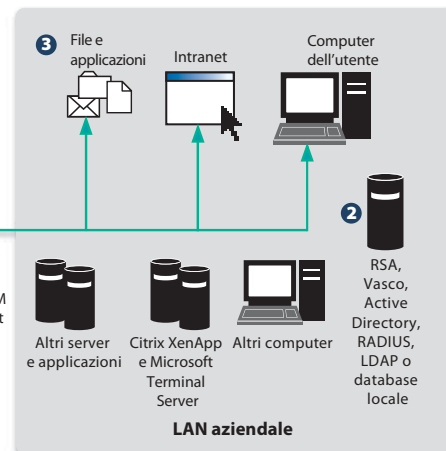 3
File e
applicazioni
Intranet
Computer
dell'utente
2
RSA,
Vasco,
Active
Directory,
RADIUS,
LDAP o
database
locale
M
t
Altri server
e applicazioni
Citrix XenApp
e Microsoft
Terminal
Server
Altri computer
LAN aziendale